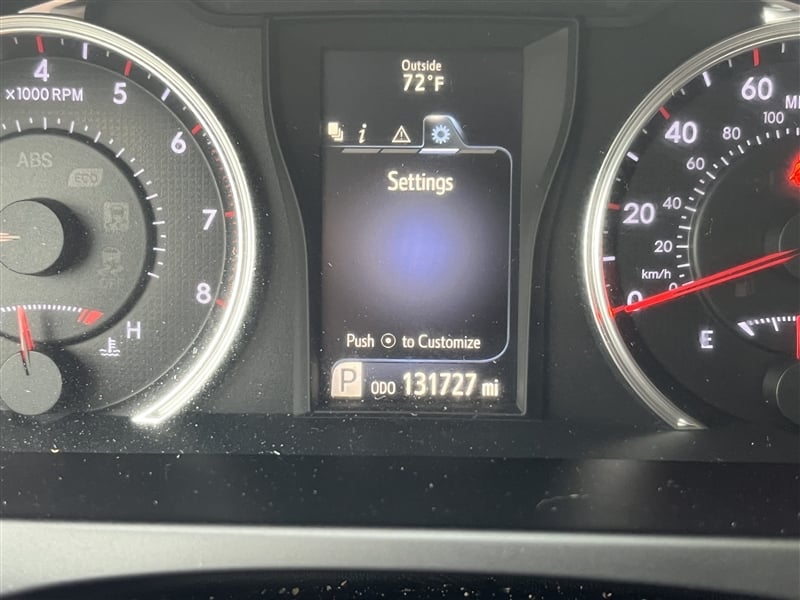 Outside
72°F
i
Settings
Push ⊙ to Customize
P ODO 131727 mi
4
x1000 RPM
5
6
7
8
ABS
ECO
H
60
40
20
0
100
80
60
40
20
km/h
E